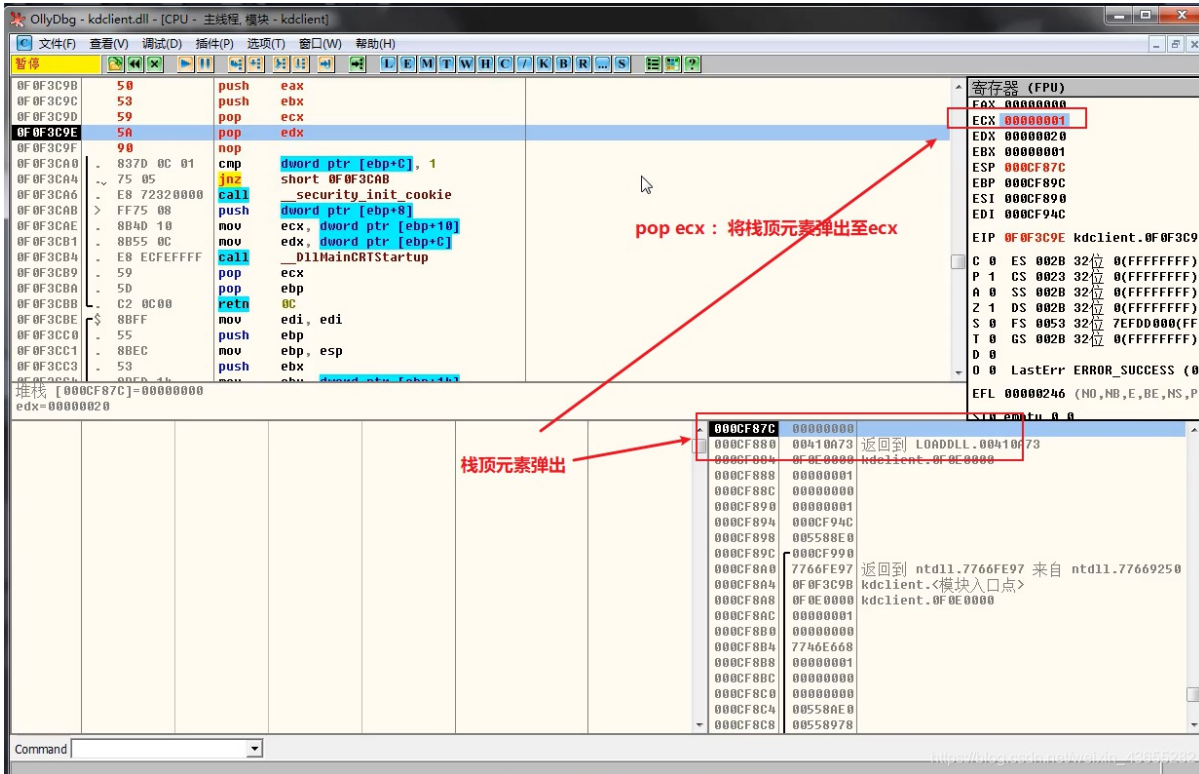 OllyDbg - kdclient.dll - [CPU - 主线程, 模块 - kdclient]
文件(F) 查看(V) 调试(D) 插件(P) 选项(T) 窗口(W) 帮助(H)
暂停 L E M T W H C / K B R ... S ?
0F0F3C9B 50 push eax
0F0F3C9C 53 push ebx
0F0F3C9D 59 pop ecx
0F0F3C9E 5A pop edx
0F0F3C9F 90 nop
0F0F3CA0 . 837D 0C 01 cmp dword ptr [ebp+C], 1
0F0F3CA4 . 75 05 jnz short 0F0F3CAB
0F0F3CA6 . E8 72320000 call __security_init_cookie
0F0F3CAB > FF75 08 push dword ptr [ebp+8]
0F0F3CAE . 8B4D 10 mov ecx, dword ptr [ebp+10]
0F0F3CB1 . 8B55 0C mov edx, dword ptr [ebp+C]
0F0F3CB4 . E8 ECFEFFFF call __DllMainCRTStartup
0F0F3CB9 . 59 pop ecx
0F0F3CBA . 5D pop ebp
0F0F3CBB . C2 0C00 retn 0C
0F0F3CBE $ 8BFF mov edi, edi
0F0F3CC0 . 55 push ebp
0F0F3CC1 . 8BEC mov ebp, esp
0F0F3CC3 . 53 push ebx
堆栈 [000CF87C]=00000000
edx=00000020
pop ecx : 将栈顶元素弹出至ecx
寄存器 (FPU)
EAX 00000000
ECX 00000001
EDX 00000020
EBX 00000001
ESP 000CF87C
EBP 000CF89C
ESI 000CF890
EDI 000CF94C
EIP 0F0F3C9E kdclient.0F0F3C9
C 0 ES 002B 32位 0(FFFFFFFF)
P 1 CS 0023 32位 0(FFFFFFFF)
A 0 SS 002B 32位 0(FFFFFFFF)
Z 1 DS 002B 32位 0(FFFFFFFF)
S 0 FS 0053 32位 7EFDD000(FF
T 0 GS 002B 32位 0(FFFFFFFF)
D 0
O 0 LastErr ERROR_SUCCESS (0
EFL 00000246 (NO,NB,E,BE,NS,P
ST0 empty 0.0
栈顶元素弹出
000CF87C 00000000
000CF880 00410A73 返回到 LOADDLL.00410A73
000CF884 0F0E0000 kdclient.0F0E0000
000CF888 00000001
000CF88C 00000000
000CF890 00000001
000CF894 000CF94C
000CF898 005588E0
000CF89C 000CF990
000CF8A0 7766FE97 返回到 ntdll.7766FE97 来自 ntdll.77669250
000CF8A4 0F0F3C9B kdclient.<模块入口点>
000CF8A8 0F0E0000 kdclient.0F0E0000
000CF8AC 00000001
000CF8B0 00000000
000CF8B4 7746E668
000CF8B8 00000001
000CF8BC 00000000
000CF8C0 00000000
000CF8C4 00558AE0
000CF8C8 00558978
Command